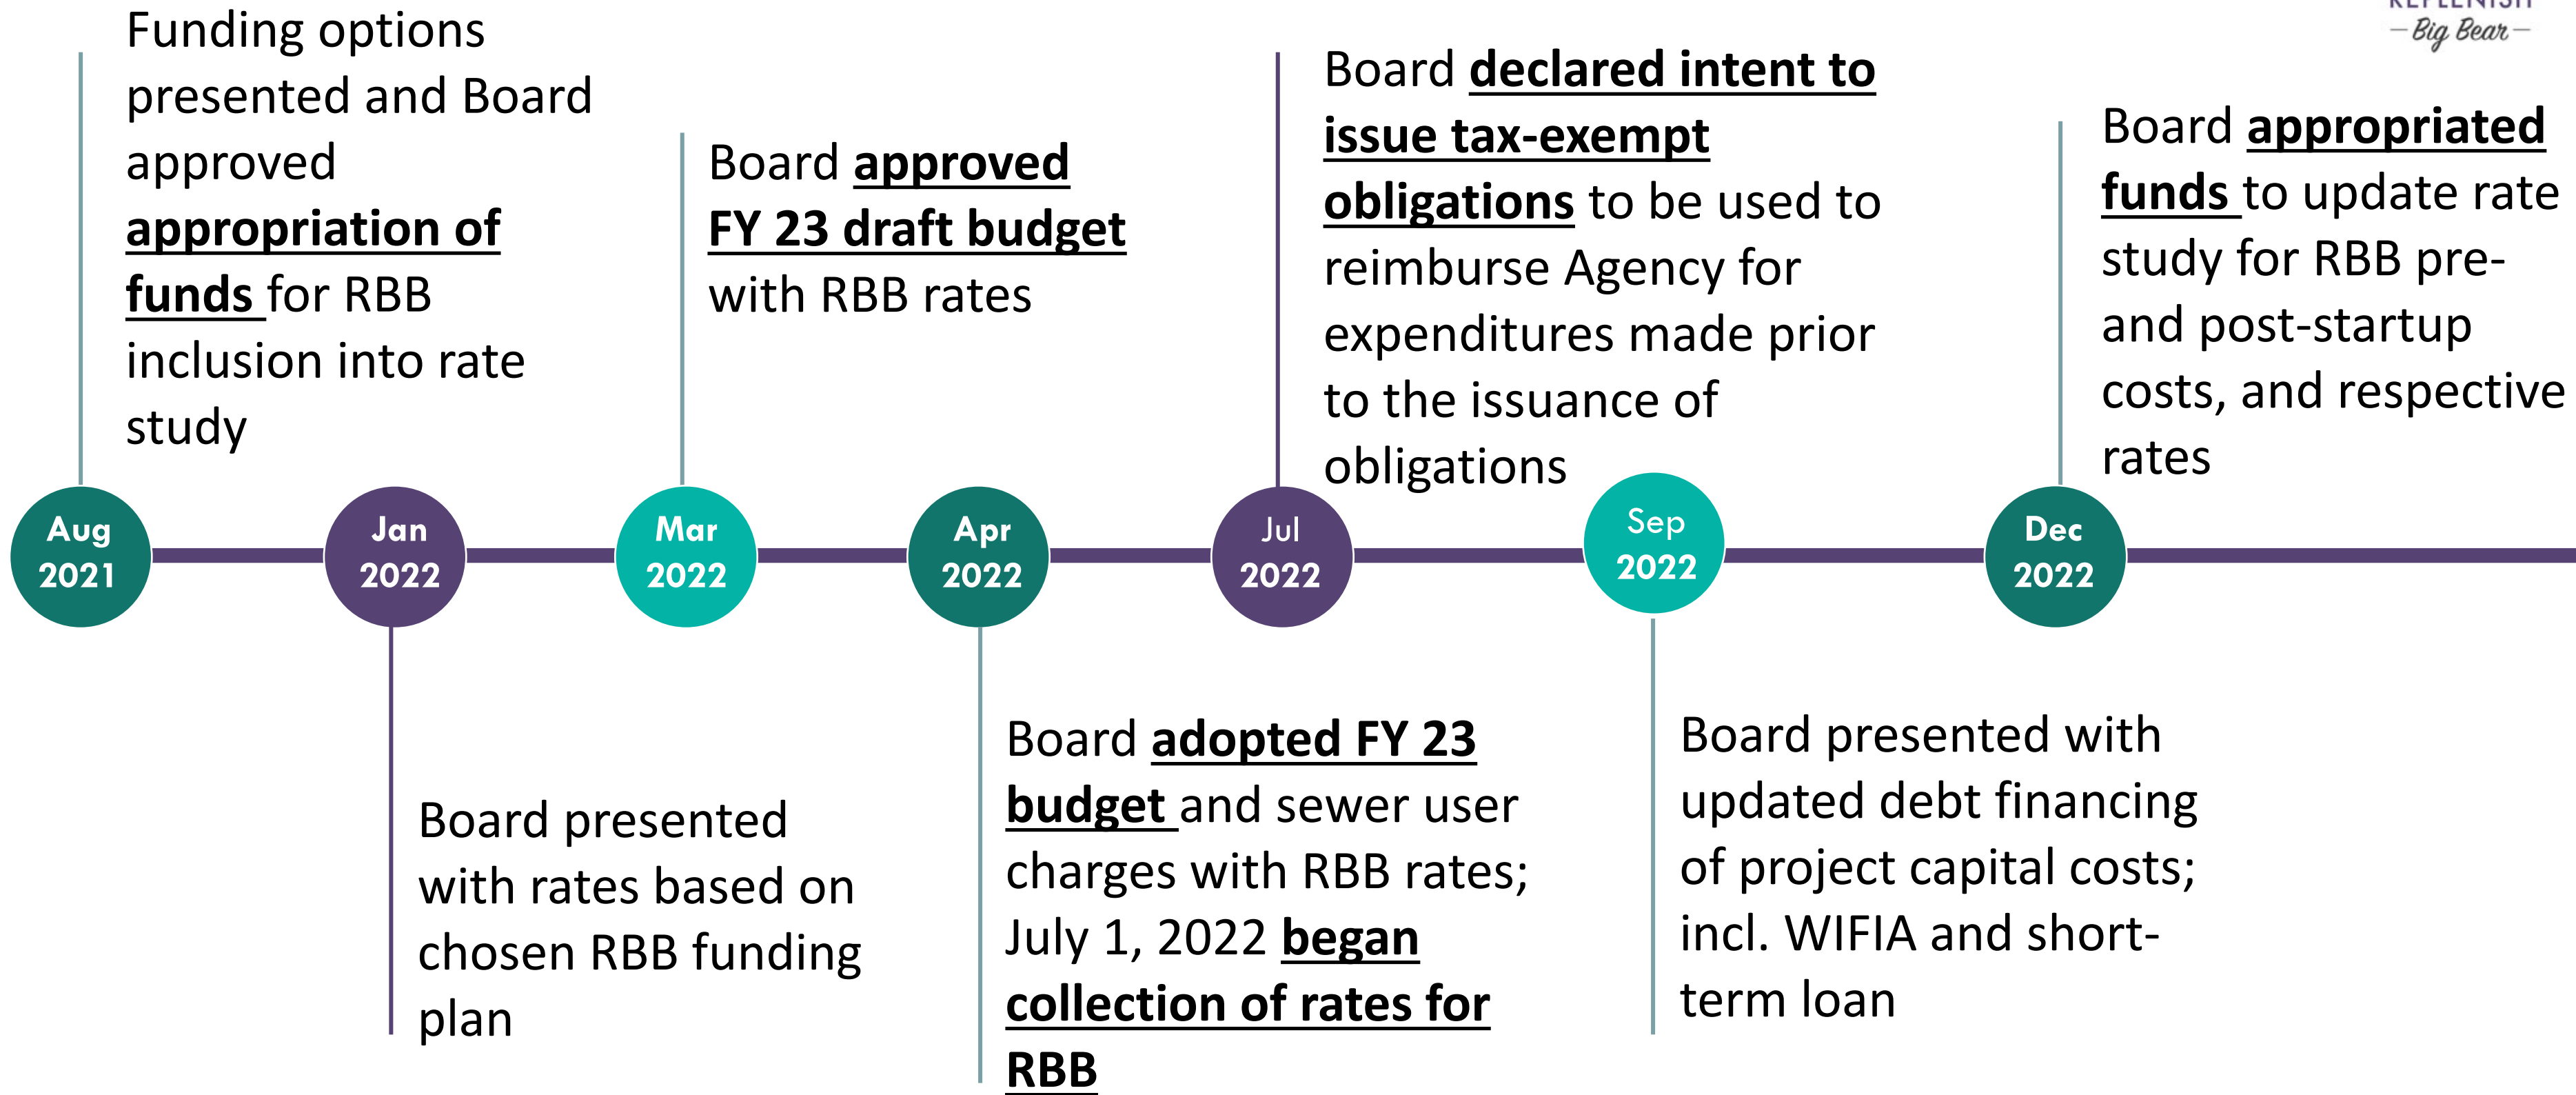 REPLENISH
Big Bear
Funding options
presented and Board
approved
appropriation of
funds for RBB
inclusion into rate
study
Board approved
FY 23 draft budget
with RBB rates
Board declared intent to
issue tax-exempt
obligations to be used to
reimburse Agency for
expenditures made prior
to the issuance of
obligations
Board appropriated
funds to update rate
study for RBB pre-
and post-startup
costs, and respective
rates
Aug
2021
Jan
2022
Mar
2022
Apr
2022
Jul
2022
Sep
2022
Dec
2022
Board presented
with rates based on
chosen RBB funding
plan
Board adopted FY 23
budget and sewer user
charges with RBB rates;
July 1, 2022 began
collection of rates for
RBB
Board presented with
updated debt financing
of project capital costs;
incl. WIFIA and short-
term loan